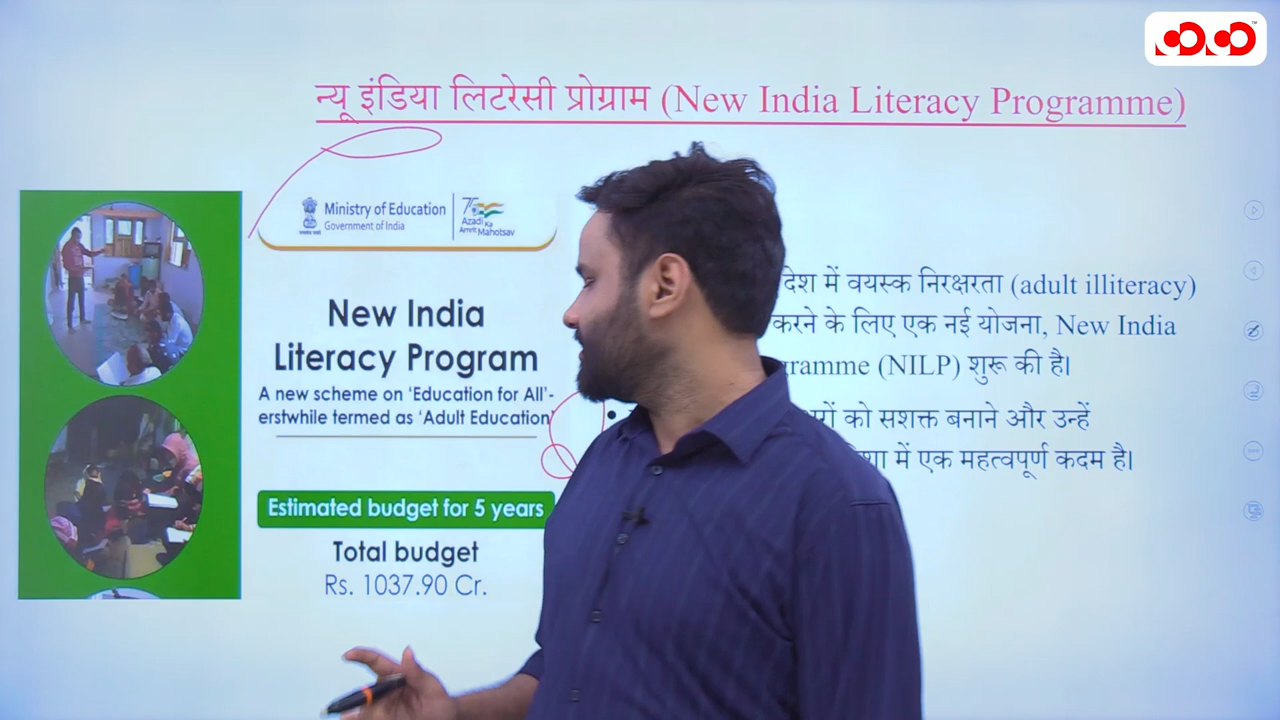 न्यू इंडिया लिटरेसी प्रोग्राम (New India Literacy Programme)
Ministry of Education
Government of India
75
Azadi Ka
Amrit Mahotsav
New India
Literacy Program
A new scheme on ‘Education for All’-
erstwhile termed as ‘Adult Education’
Estimated budget for 5 years
Total budget
Rs. 1037.90 Cr.
देश में वयस्क निरक्षरता (adult illiteracy)
करने के लिए एक नई योजना, New India
(NILP) शुरू की है।
को सशक्त बनाने और उन्हें
में एक महत्वपूर्ण कदम है।